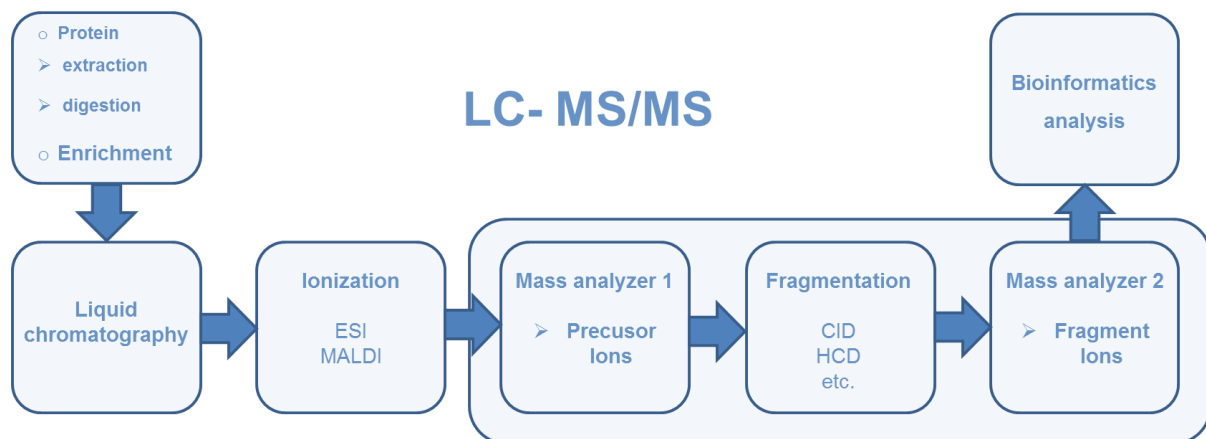 ○ Protein
➢ extraction
➢ digestion
○ Enrichment
LC- MS/MS
Bioinformatics
analysis
Liquid
chromatography
Ionization
ESI
MALDI
Mass analyzer 1
➢ Precusor
Ions
Fragmentation
CID
HCD
etc.
Mass analyzer 2
➢ Fragment
Ions